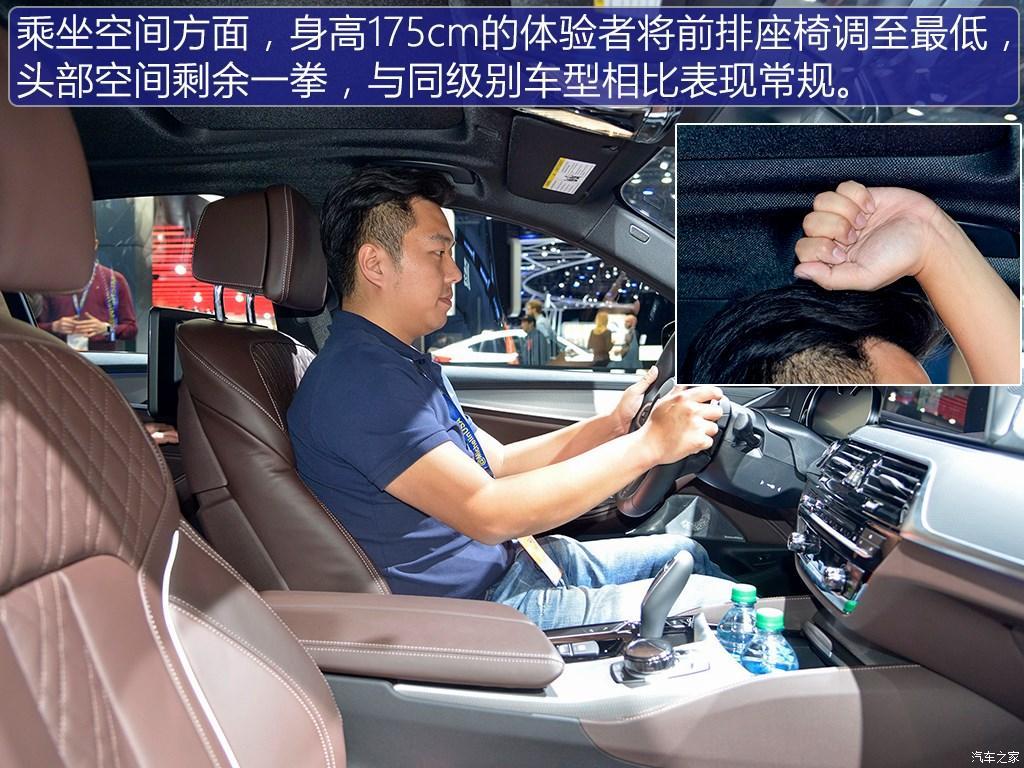 乘坐空间方面，身高175cm的体验者将前排座椅调至最低，
头部空间剩余一拳，与同级别车型相比表现常规。
@MichelinUSA
汽车之家